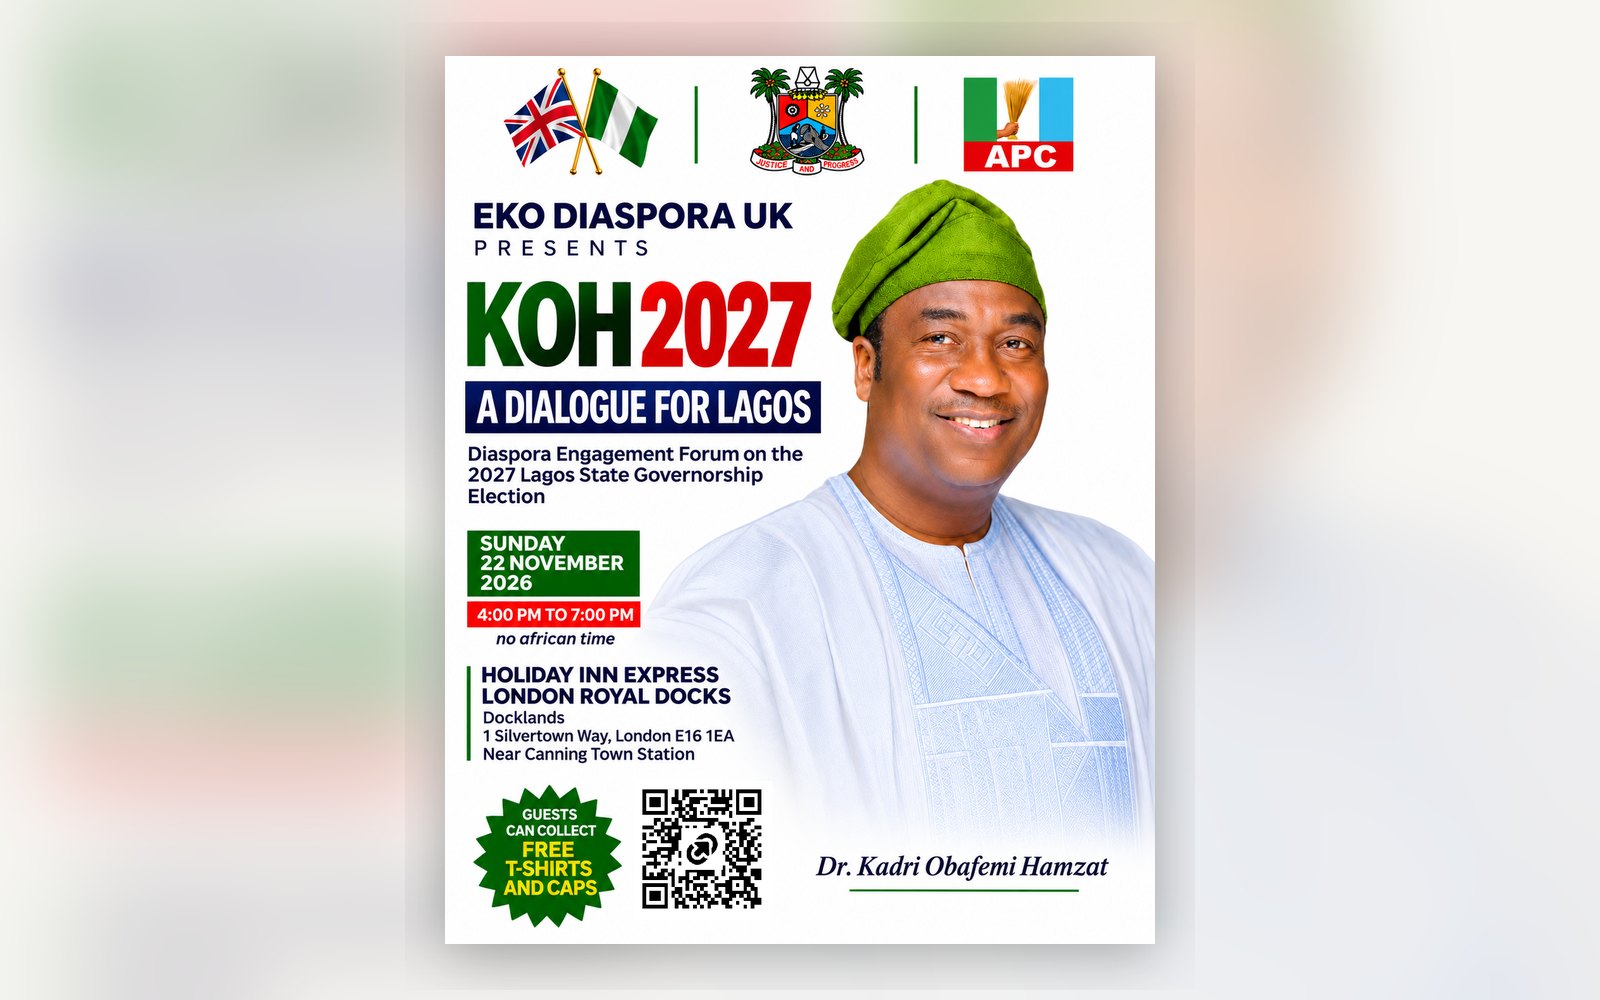 JUSTICE AND PROGRESS
APC
EKO DIASPORA UK
PRESENTS
KOH 2027
A DIALOGUE FOR LAGOS
Diaspora Engagement Forum on the
2027 Lagos State Governorship
Election
SUNDAY
22 NOVEMBER
2026
4:00 PM TO 7:00 PM
no african time
HOLIDAY INN EXPRESS
LONDON ROYAL DOCKS
Docklands
1 Silvertown Way, London E16 1EA
Near Canning Town Station
GUESTS
CAN COLLECT
FREE
T-SHIRTS
AND CAPS
Dr. Kadri Obafemi Hamzat